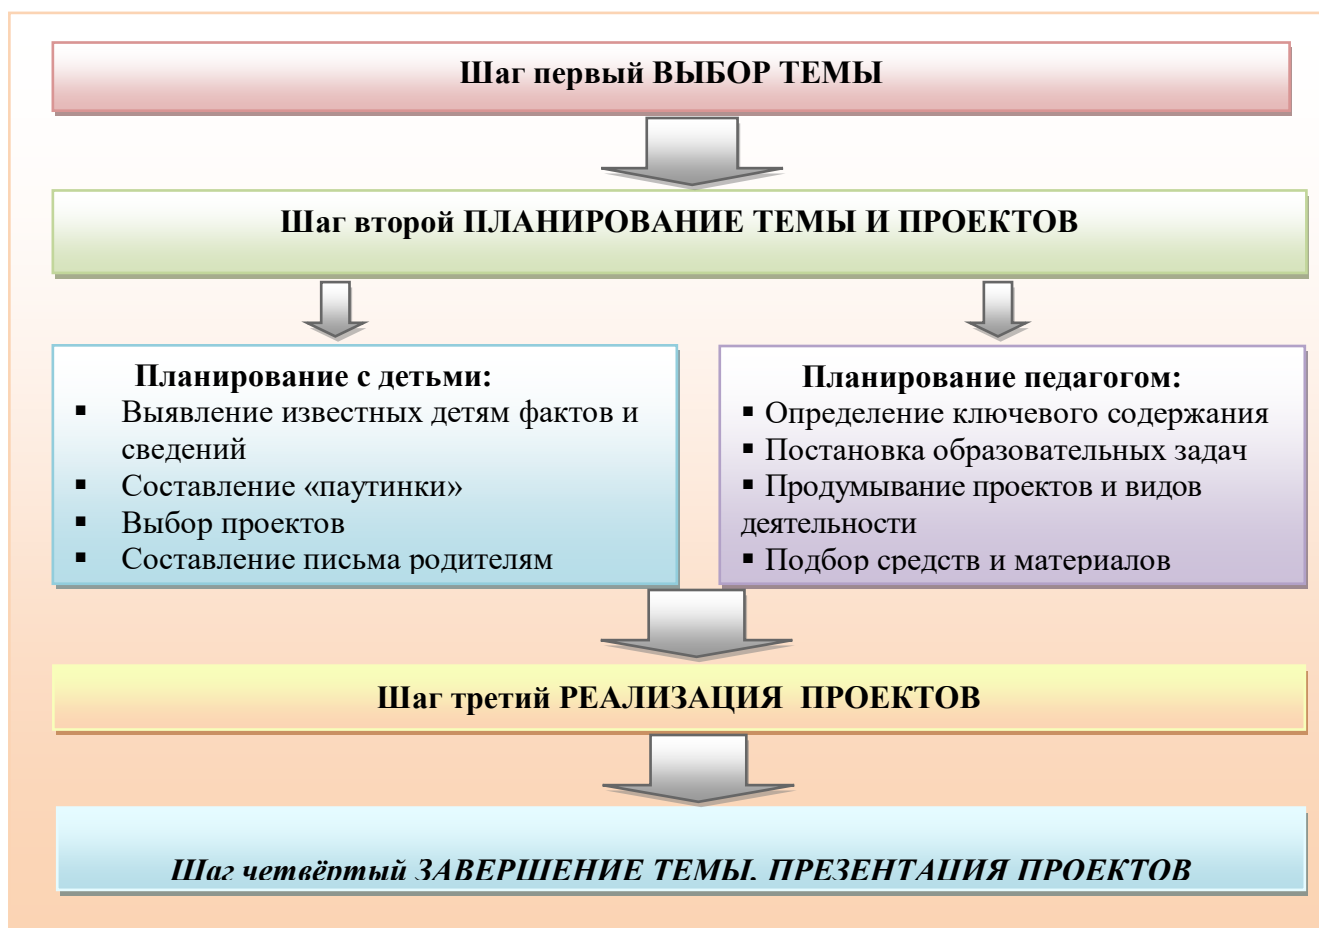 Шаг первый ВЫБОР ТЕМЫ
Шаг второй ПЛАНИРОВАНИЕ ТЕМЫ И ПРОЕКТОВ
Планирование с детьми:
▪ Выявление известных детям фактов и
сведений
▪ Составление «паутинки»
▪ Выбор проектов
▪ Составление письма родителям
Планирование педагогом:
▪ Определение ключевого содержания
▪ Постановка образовательных задач
▪ Продумывание проектов и видов
деятельности
▪ Подбор средств и материалов
Шаг третий РЕАЛИЗАЦИЯ  ПРОЕКТОВ
Шаг четвёртый ЗАВЕРШЕНИЕ ТЕМЫ. ПРЕЗЕНТАЦИЯ ПРОЕКТОВ